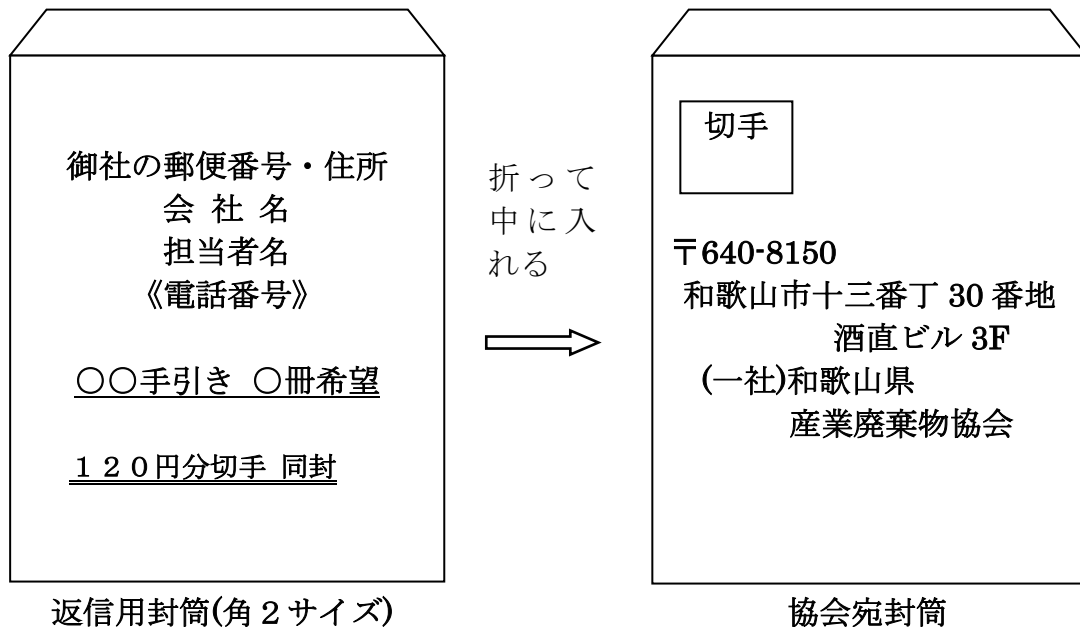 御社の郵便番号・住所
会 社 名
担当者名
《電話番号》
〇〇手引き 〇冊希望
１２０円分切手 同封
返信用封筒(角２サイズ)
折って
中に入
れる
切手
〒640-8150
和歌山市十三番丁 30 番地
酒直ビル 3F
(一社)和歌山県
産業廃棄物協会
協会宛封筒